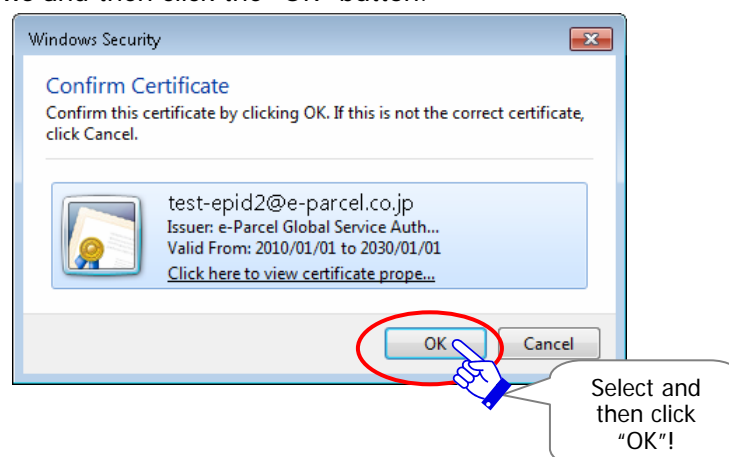 and then click the "OK" button.
Windows Security
Confirm Certificate
Confirm this certificate by clicking OK. If this is not the correct certificate,
click Cancel.
test-epid2@e-parcel.co.jp
Issuer: e-Parcel Global Service Auth...
Valid From: 2010/01/01 to 2030/01/01
Click here to view certificate prope...
OK
Cancel
Select and
then click
“OK”!